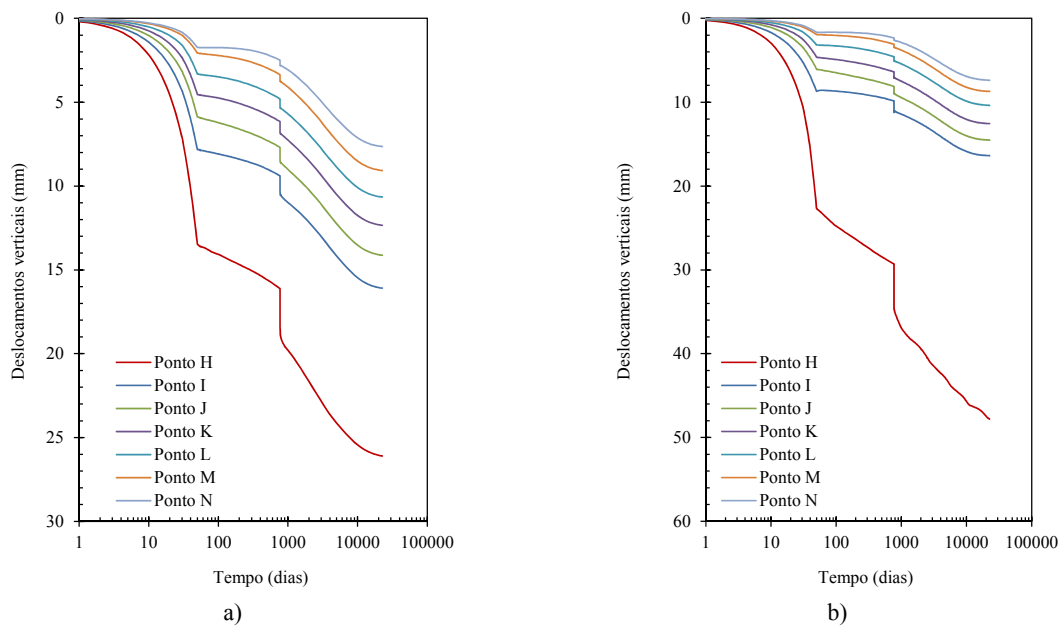 0
5
10
15
20
25
30
Deslocamentos verticais (mm)
Ponto H
Ponto I
Ponto J
Ponto K
Ponto L
Ponto M
Ponto N
1 10 100 1000 10000 100000
Tempo (dias)
a)
0
10
20
30
40
50
60
Deslocamentos verticais (mm)
Ponto H
Ponto I
Ponto J
Ponto K
Ponto L
Ponto M
Ponto N
1 10 100 1000 10000 100000
Tempo (dias)
b)